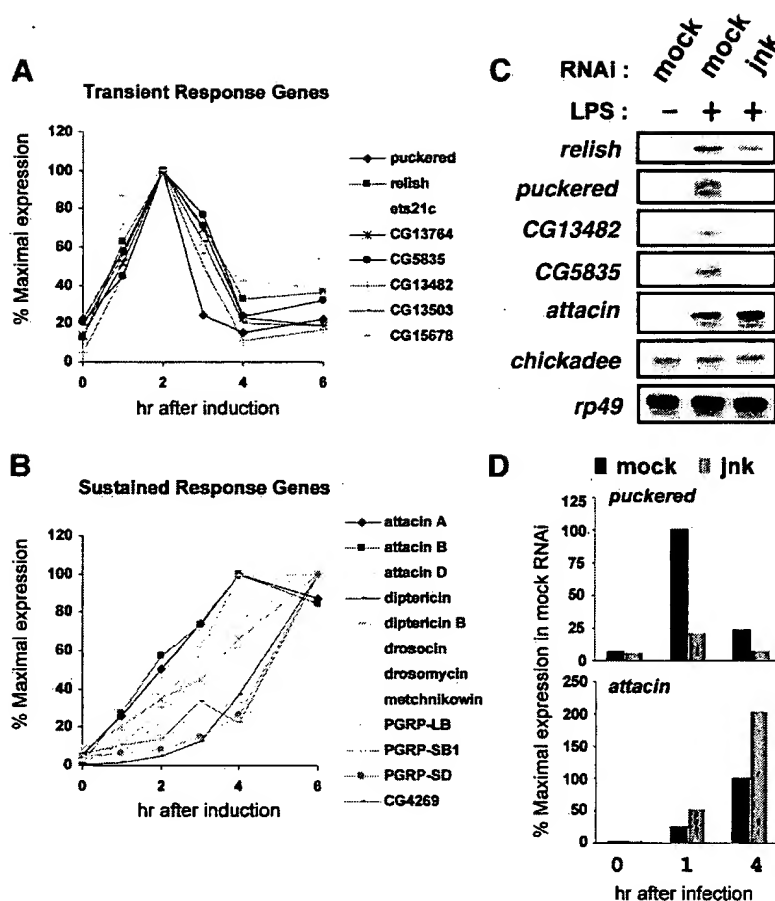 A
Transient Response Genes
% Maximal expression
120
100
80
60
40
20
0
0 1 2 3 4 6
hr after induction
puckered
relish
ets21c
CG13764
CG5835
CG13482
CG13503
CG15678
B
Sustained Response Genes
% Maximal expression
120
100
80
60
40
20
0
0 1 2 3 4 6
hr after induction
attacin A
attacin B
attacin D
diptericin
diptericin B
drosocin
drosomycin
metchnikowin
PGRP-LB
PGRP-SB1
PGRP-SD
CG4269
C
RNAi : mock mock jnk
LPS : - + +
relish
puckered
CG13482
CG5835
attacin
chickadee
rp49
D
mock jnk
% Maximal expression in mock RNAi
puckered
125
100
75
50
25
0
attacin
250
200
150
100
50
0
0 1 4
hr after infection